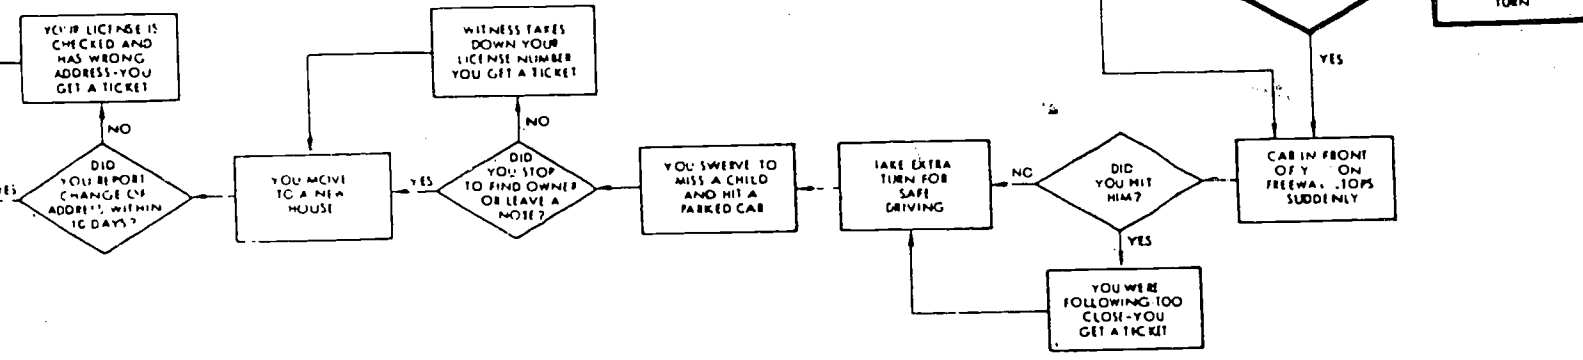 YOUR LICENSE IS
CHECKED AND
HAS WRONG
ADDRESS-YOU
GET A TICKET
NO
DID
YOU REPORT
CHANGE OF
ADDRESS WITHIN
10 DAYS?
YES
WITNESS TAKES
DOWN YOUR
LICENSE NUMBER
YOU GET A TICKET
NO
YOU MOVE
TO A NEW
HOUSE
YES
DID
YOU STOP
TO FIND OWNER
OR LEAVE A
NOTE?
YOU SWERVE TO
MISS A CHILD
AND HIT A
PARKED CAR
TAKE EXTRA
TURN FOR
SAFE
DRIVING
NO
DID
YOU HIT
HIM?
YES
YOU WERE
FOLLOWING TOO
CLOSE-YOU
GET A TICKET
CAR IN FRONT
OF ON
SUDDENLY
YES
TURN